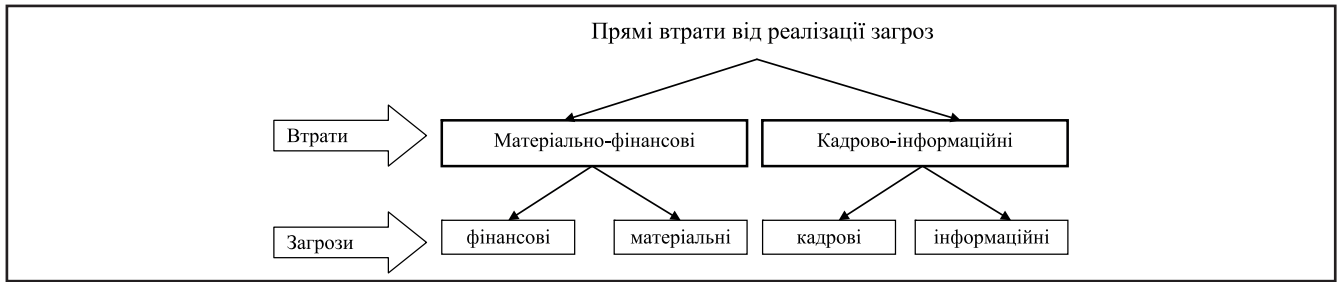 Прямі втрати від реалізації загроз
Втрати
Матеріально-фінансові
Кадрово-інформаційні
Загрози
фінансові
матеріальні
кадрові
інформаційні